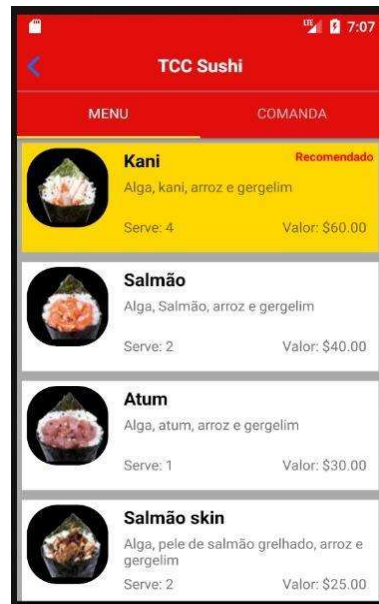 LTE 7:07
TCC Sushi
MENU COMANDA
Kani Recomendado
Alga, kani, arroz e gergelim
Serve: 4 Valor: $60.00
Salmão
Alga, Salmão, arroz e gergelim
Serve: 2 Valor: $40.00
Atum
Alga, atum, arroz e gergelim
Serve: 1 Valor: $30.00
Salmão skin
Alga, pele de salmão grelhado, arroz e
gergelim
Serve: 2 Valor: $25.00